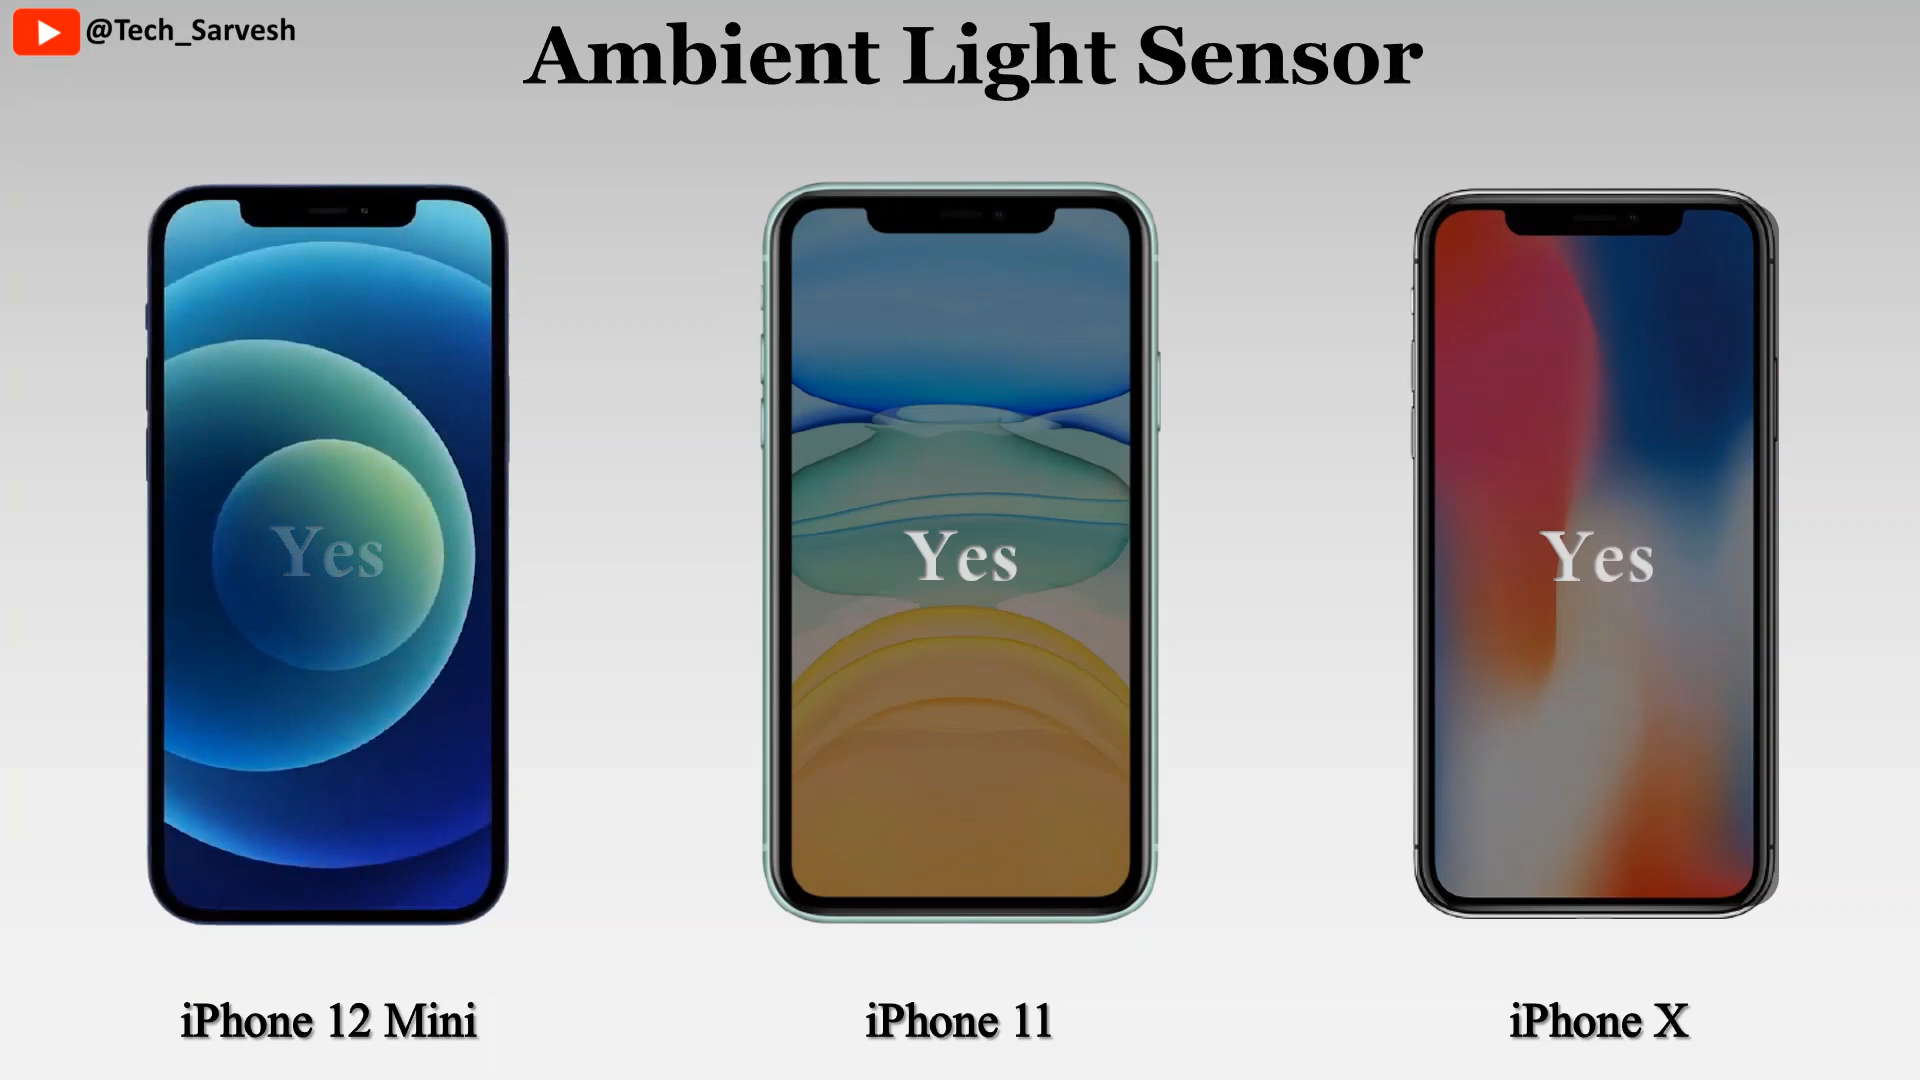 @Tech_Sarvesh
Ambient Light Sensor
Yes
Yes
Yes
iPhone 12 Mini
iPhone 11
iPhone X